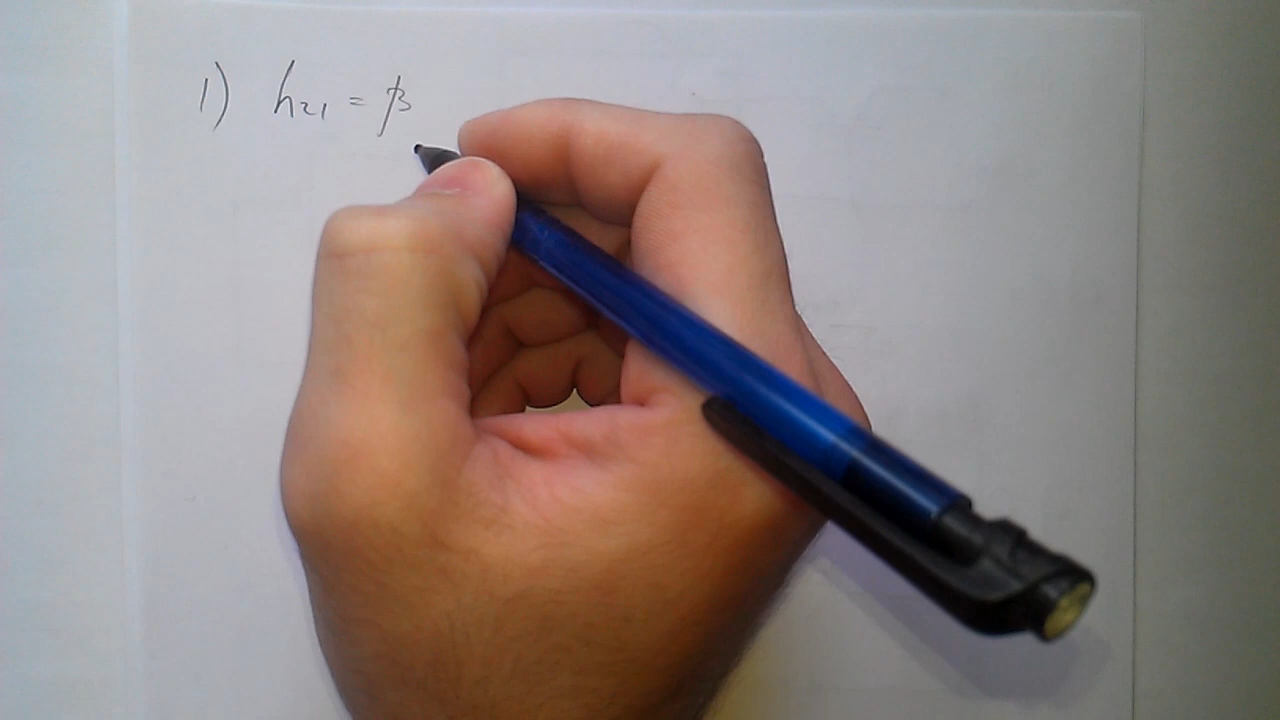 1) h21 = β